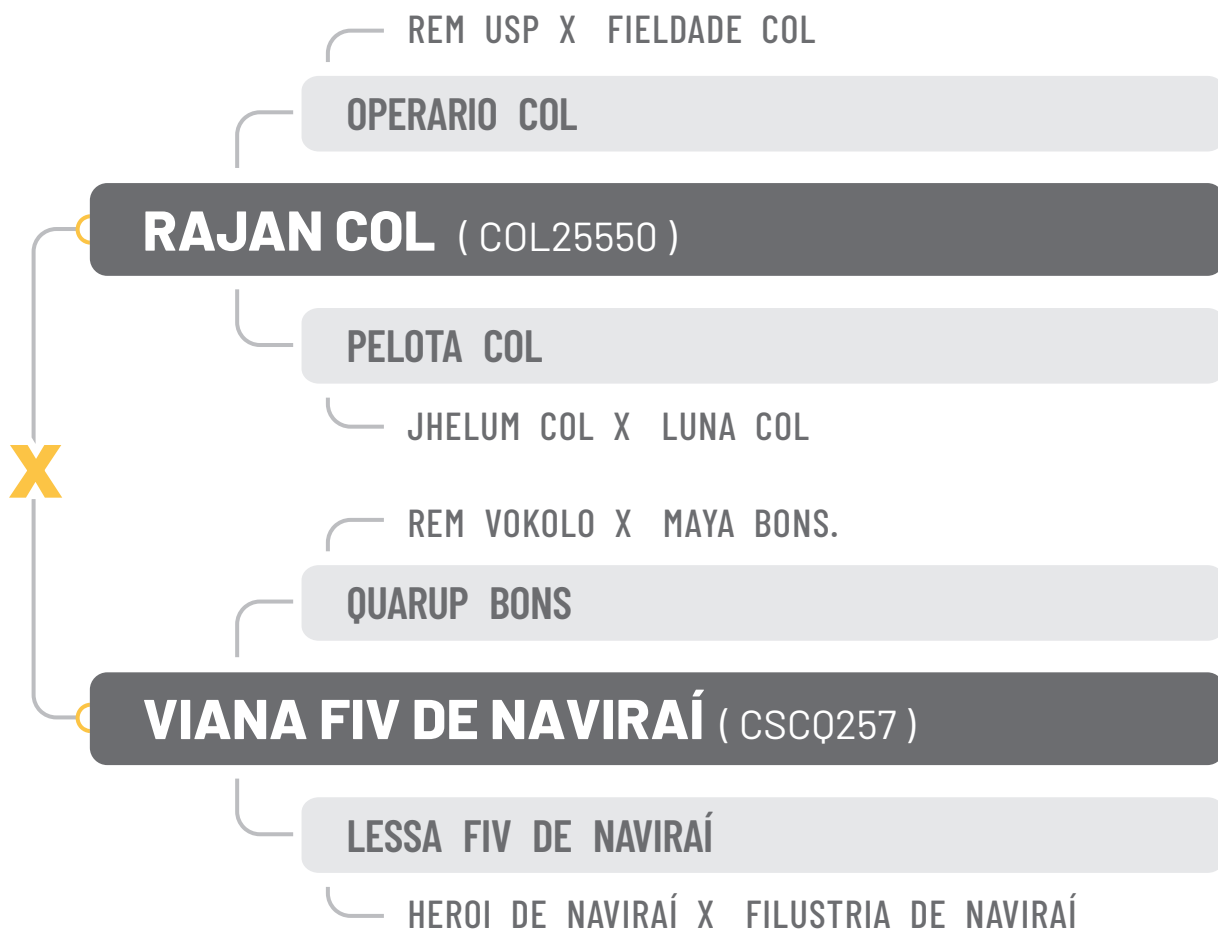 REM USP X FIELDADE COL
OPERARIO COL
RAJAN COL ( COL25550 )
PELOTA COL
JHELUM COL X LUNA COL
X
REM VOKOLO X MAYA BONS.
QUARUP BONS
VIANA FIV DE NAVIRAÍ ( CSCQ257 )
LESSA FIV DE NAVIRAÍ
HEROI DE NAVIRAÍ X FILUSTRIA DE NAVIRAÍ